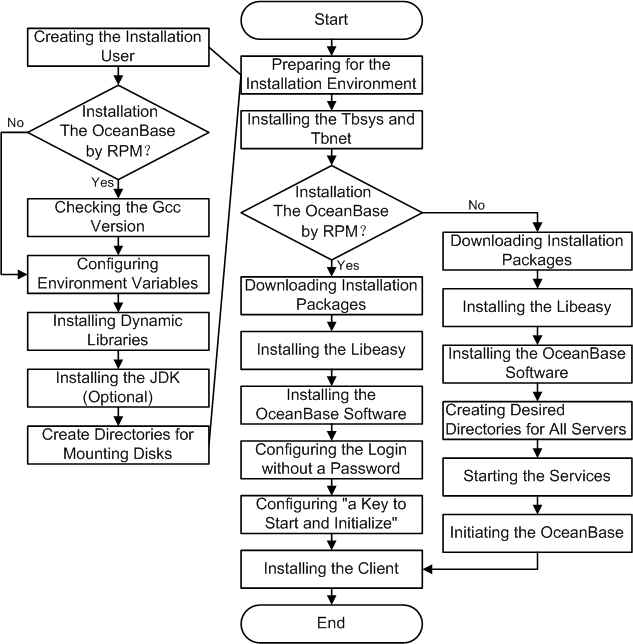 Creating the Installation
User
Installation
The OceanBase
by RPM?
No
Yes
Checking the Gcc
Version
Configuring
Environment Variables
Installing Dynamic
Libraries
Installing the JDK
(Optional)
Create Directories for
Mounting Disks
Start
Preparing for the
Installation Environment
Installing the Tbsys and
Tbnet
Installation
The OceanBase
by RPM?
No
Yes
Downloading Installation
Packages
Installing the Libeasy
Installing the
OceanBase Software
Configuring the Login
without a Password
Configuring "a Key to
Start and Initialize"
Installing the Client
End
Downloading Installation
Packages
Installing the Libeasy
Installing the OceanBase
Software
Creating Desired
Directories for All Servers
Starting the Services
Initiating the OceanBase